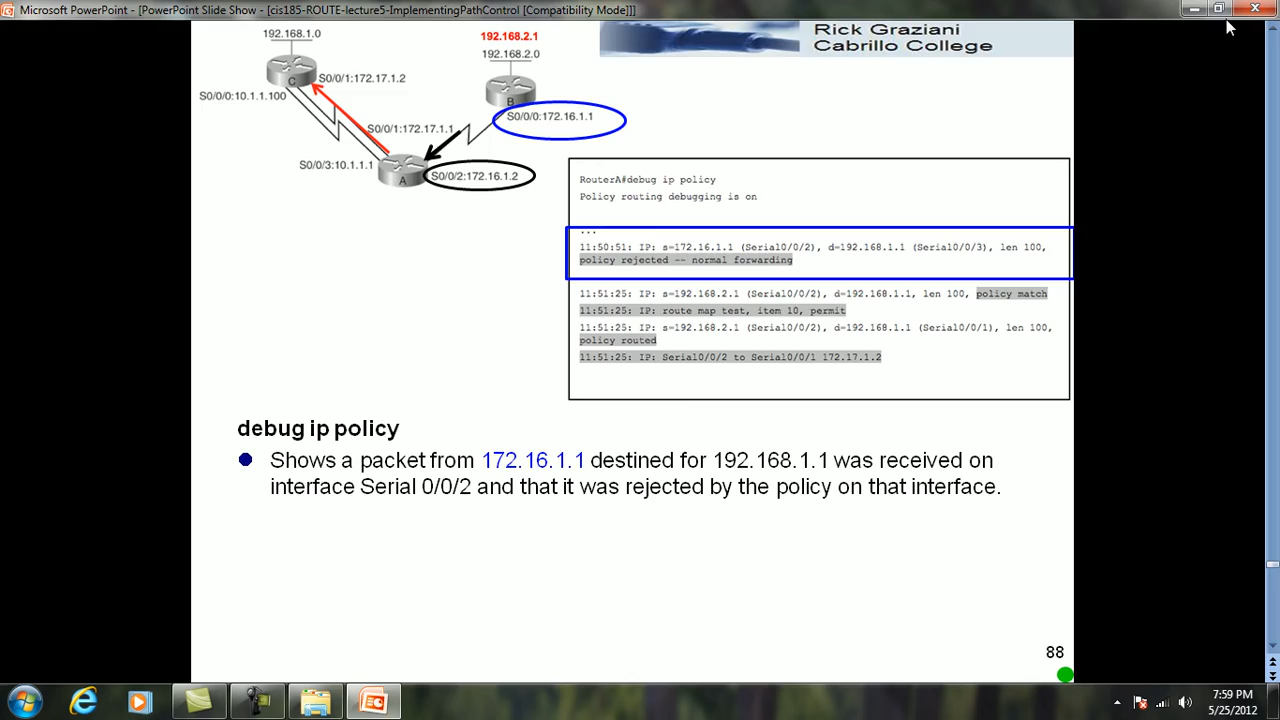 Microsoft PowerPoint - [PowerPoint Slide Show - [cis185-ROUTE-lecture5-ImplementingPathControl [Compatibility Mode]]]
192.168.1.0
192.168.2.1
192.168.2.0
Rick Graziani
Cabrillo College
C
S0/0/1:172.17.1.2
S0/0/0:10.1.1.100
B
S0/0/0:172.16.1.1
S0/0/1:172.17.1.1
S0/0/3:10.1.1.1
A
S0/0/2:172.16.1.2
RouterA#debug ip policy
Policy routing debugging is on
...
11:50:51: IP: s=172.16.1.1 (Serial0/0/2), d=192.168.1.1 (Serial0/0/3), len 100,
policy rejected -- normal forwarding
11:51:25: IP: s=192.168.2.1 (Serial0/0/2), d=192.168.1.1, len 100, policy match
11:51:25: IP: route map test, item 10, permit
11:51:25: IP: s=192.168.2.1 (Serial0/0/2), d=192.168.1.1 (Serial0/0/1), len 100,
policy routed
11:51:25: IP: Serial0/0/2 to Serial0/0/1 172.17.1.2
debug ip policy
Shows a packet from 172.16.1.1 destined for 192.168.1.1 was received on
interface Serial 0/0/2 and that it was rejected by the policy on that interface.
88
7:59 PM
5/25/2012